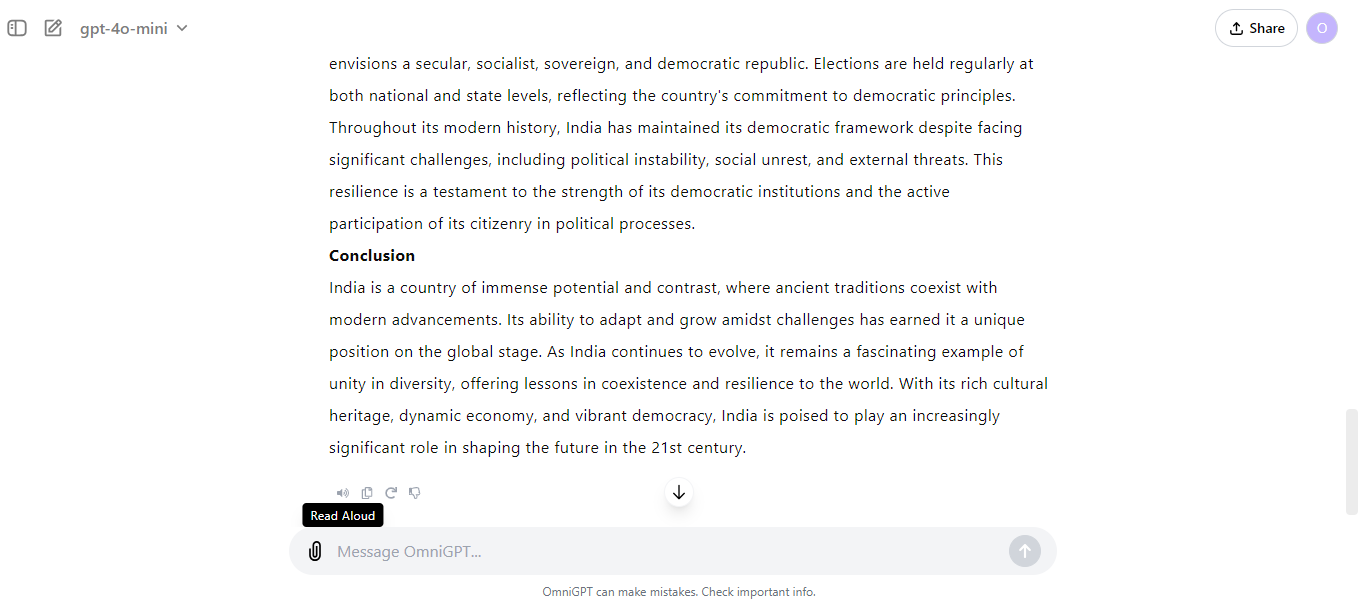 gpt-4o-mini
Share
O
envisions a secular, socialist, sovereign, and democratic republic. Elections are held regularly at
both national and state levels, reflecting the country's commitment to democratic principles.
Throughout its modern history, India has maintained its democratic framework despite facing
significant challenges, including political instability, social unrest, and external threats. This
resilience is a testament to the strength of its democratic institutions and the active
participation of its citizenry in political processes.
Conclusion
India is a country of immense potential and contrast, where ancient traditions coexist with
modern advancements. Its ability to adapt and grow amidst challenges has earned it a unique
position on the global stage. As India continues to evolve, it remains a fascinating example of
unity in diversity, offering lessons in coexistence and resilience to the world. With its rich cultural
heritage, dynamic economy, and vibrant democracy, India is poised to play an increasingly
significant role in shaping the future in the 21st century.
Read Aloud
Message OmniGPT...
OmniGPT can make mistakes. Check important info.